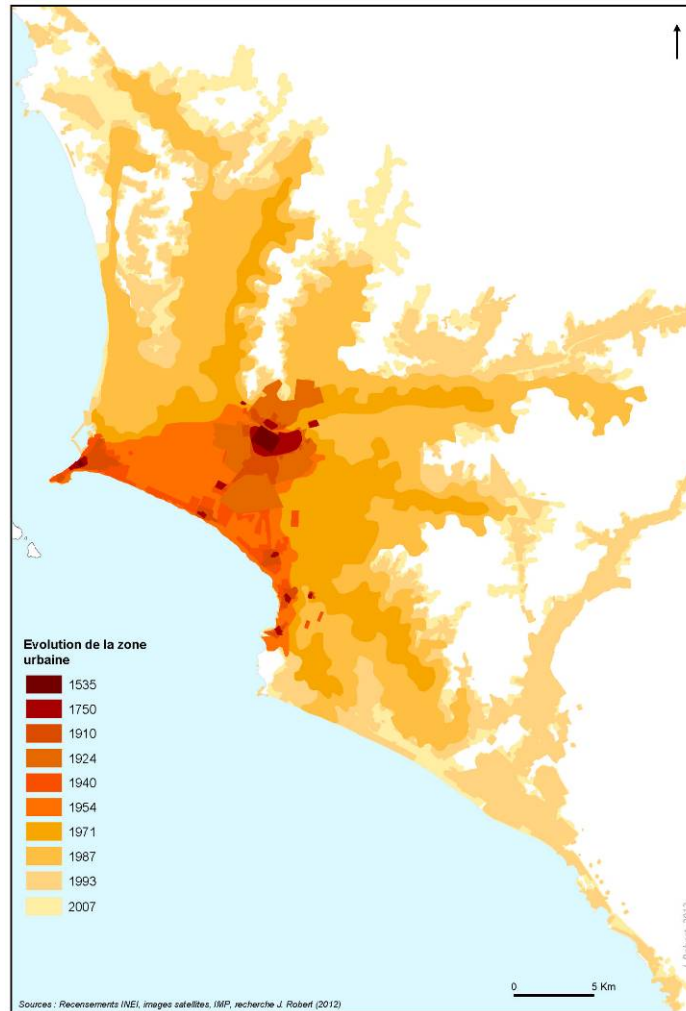 Evolution de la zone
urbaine
1535
1750
1910
1924
1940
1954
1971
1987
1993
2007
0 5 Km
Sources : Recensements INEI, images satellites, IMP, recherche J. Robert (2012)